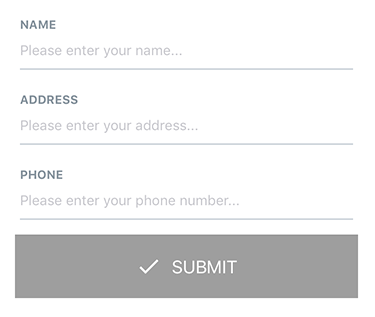 NAME
Please enter your name...
ADDRESS
Please enter your address...
PHONE
Please enter your phone number...
SUBMIT